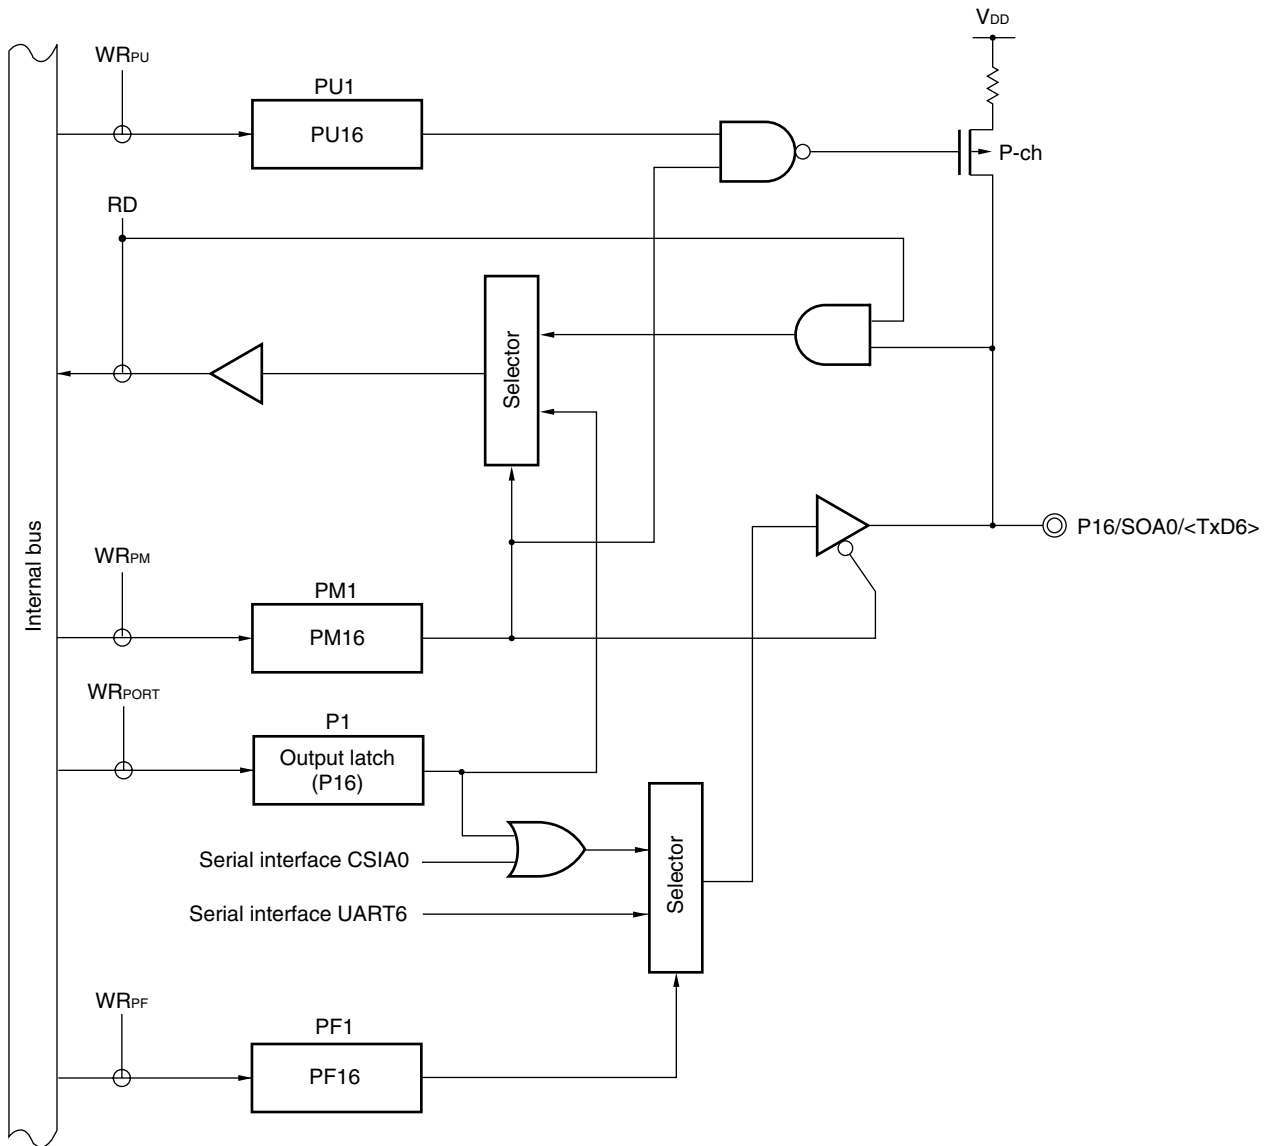 VDD
WRPU
PU1
PU16
P-ch
RD
Selector
Internal bus
P16/SOA0/<TxD6>
WRPM
PM1
PM16
WRPORT
P1
Output latch
(P16)
Serial interface CSIA0
Selector
Serial interface UART6
WRPF
PF1
PF16